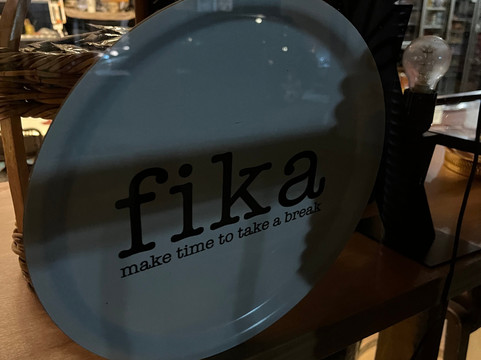 fika
make time to take a break